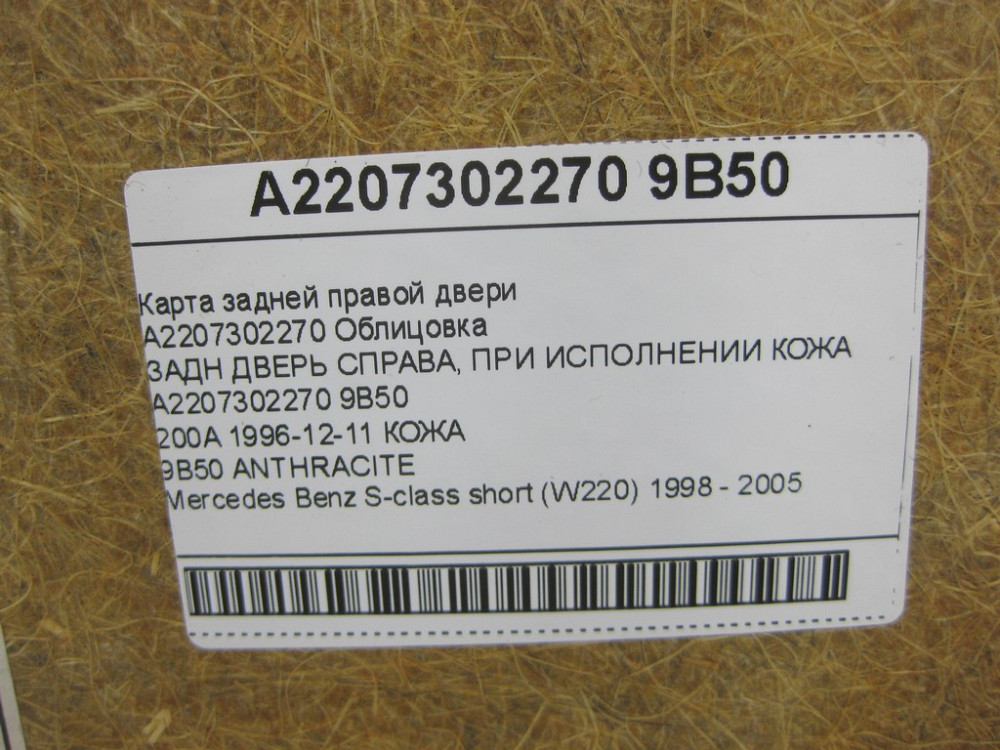 A2207302270 9B50
Карта задней правой двери
A2207302270 Облицовка
ЗАДН ДВЕРЬ СПРАВА, ПРИ ИСПОЛНЕНИИ КОЖА
A2207302270 9B50
200A 1996-12-11 КОЖА
9B50 ANTHRACITE
Mercedes Benz S-class short (W220) 1998 - 2005